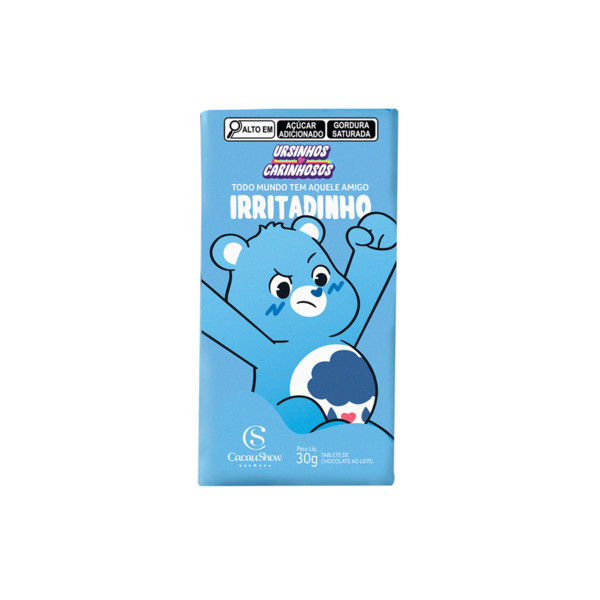 ALTO EM
AÇÚCAR
ADICIONADO
GORDURA
SATURADA
URSINHOS
CARINHOSOS
TODO MUNDO TEM AQUELE AMIGO
IRRITADINHO
CS
CacauShow
Peso Líq.
30g
TABLETE DE
CHOCOLATE AO LEITE.